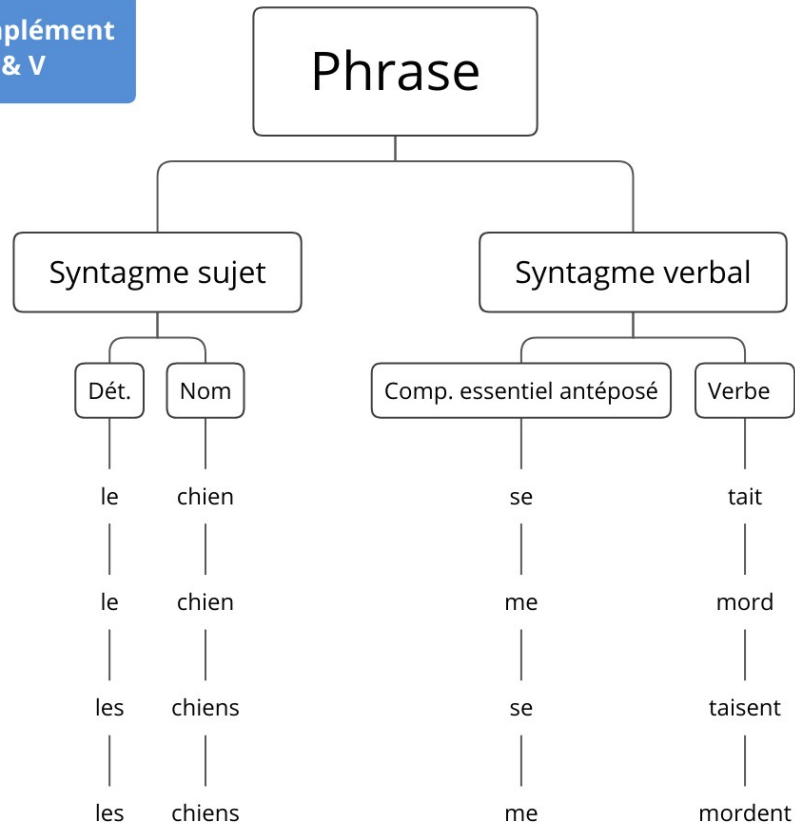 & V
Phrase
Syntagme sujet Syntagme verbal
Dét. Nom Comp. essentiel antéposé Verbe
le chien se tait
le chien me mord
les chiens se taisent
les chiens me mordent